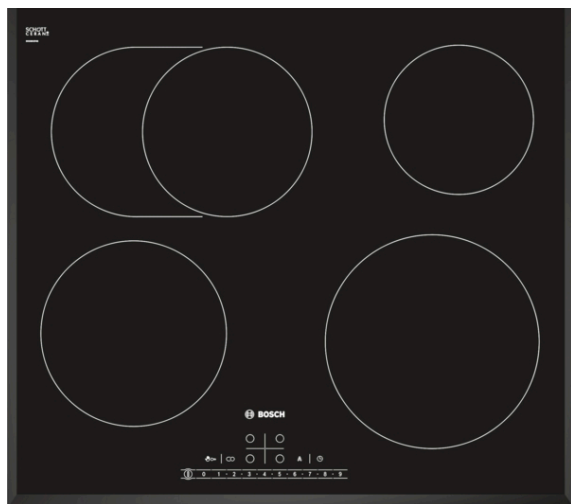 SCHOTT
CERAN®
BOSCH
A
0 1 · 2 · 3 · 4 · 5 · 6 · 7 · 8 · 9